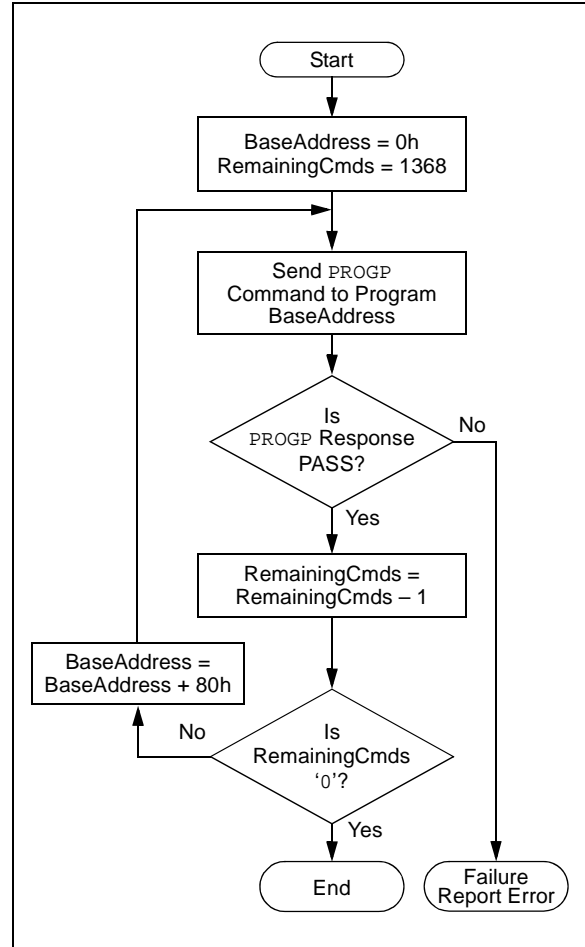 Start
BaseAddress = 0h
RemainingCmds = 1368
Send PROGP
Command to Program
BaseAddress
Is
PROGP Response
PASS?
No
Yes
RemainingCmds =
RemainingCmds – 1
BaseAddress =
BaseAddress + 80h
No
Is
RemainingCmds
‘0’?
Yes
End
Failure
Report Error